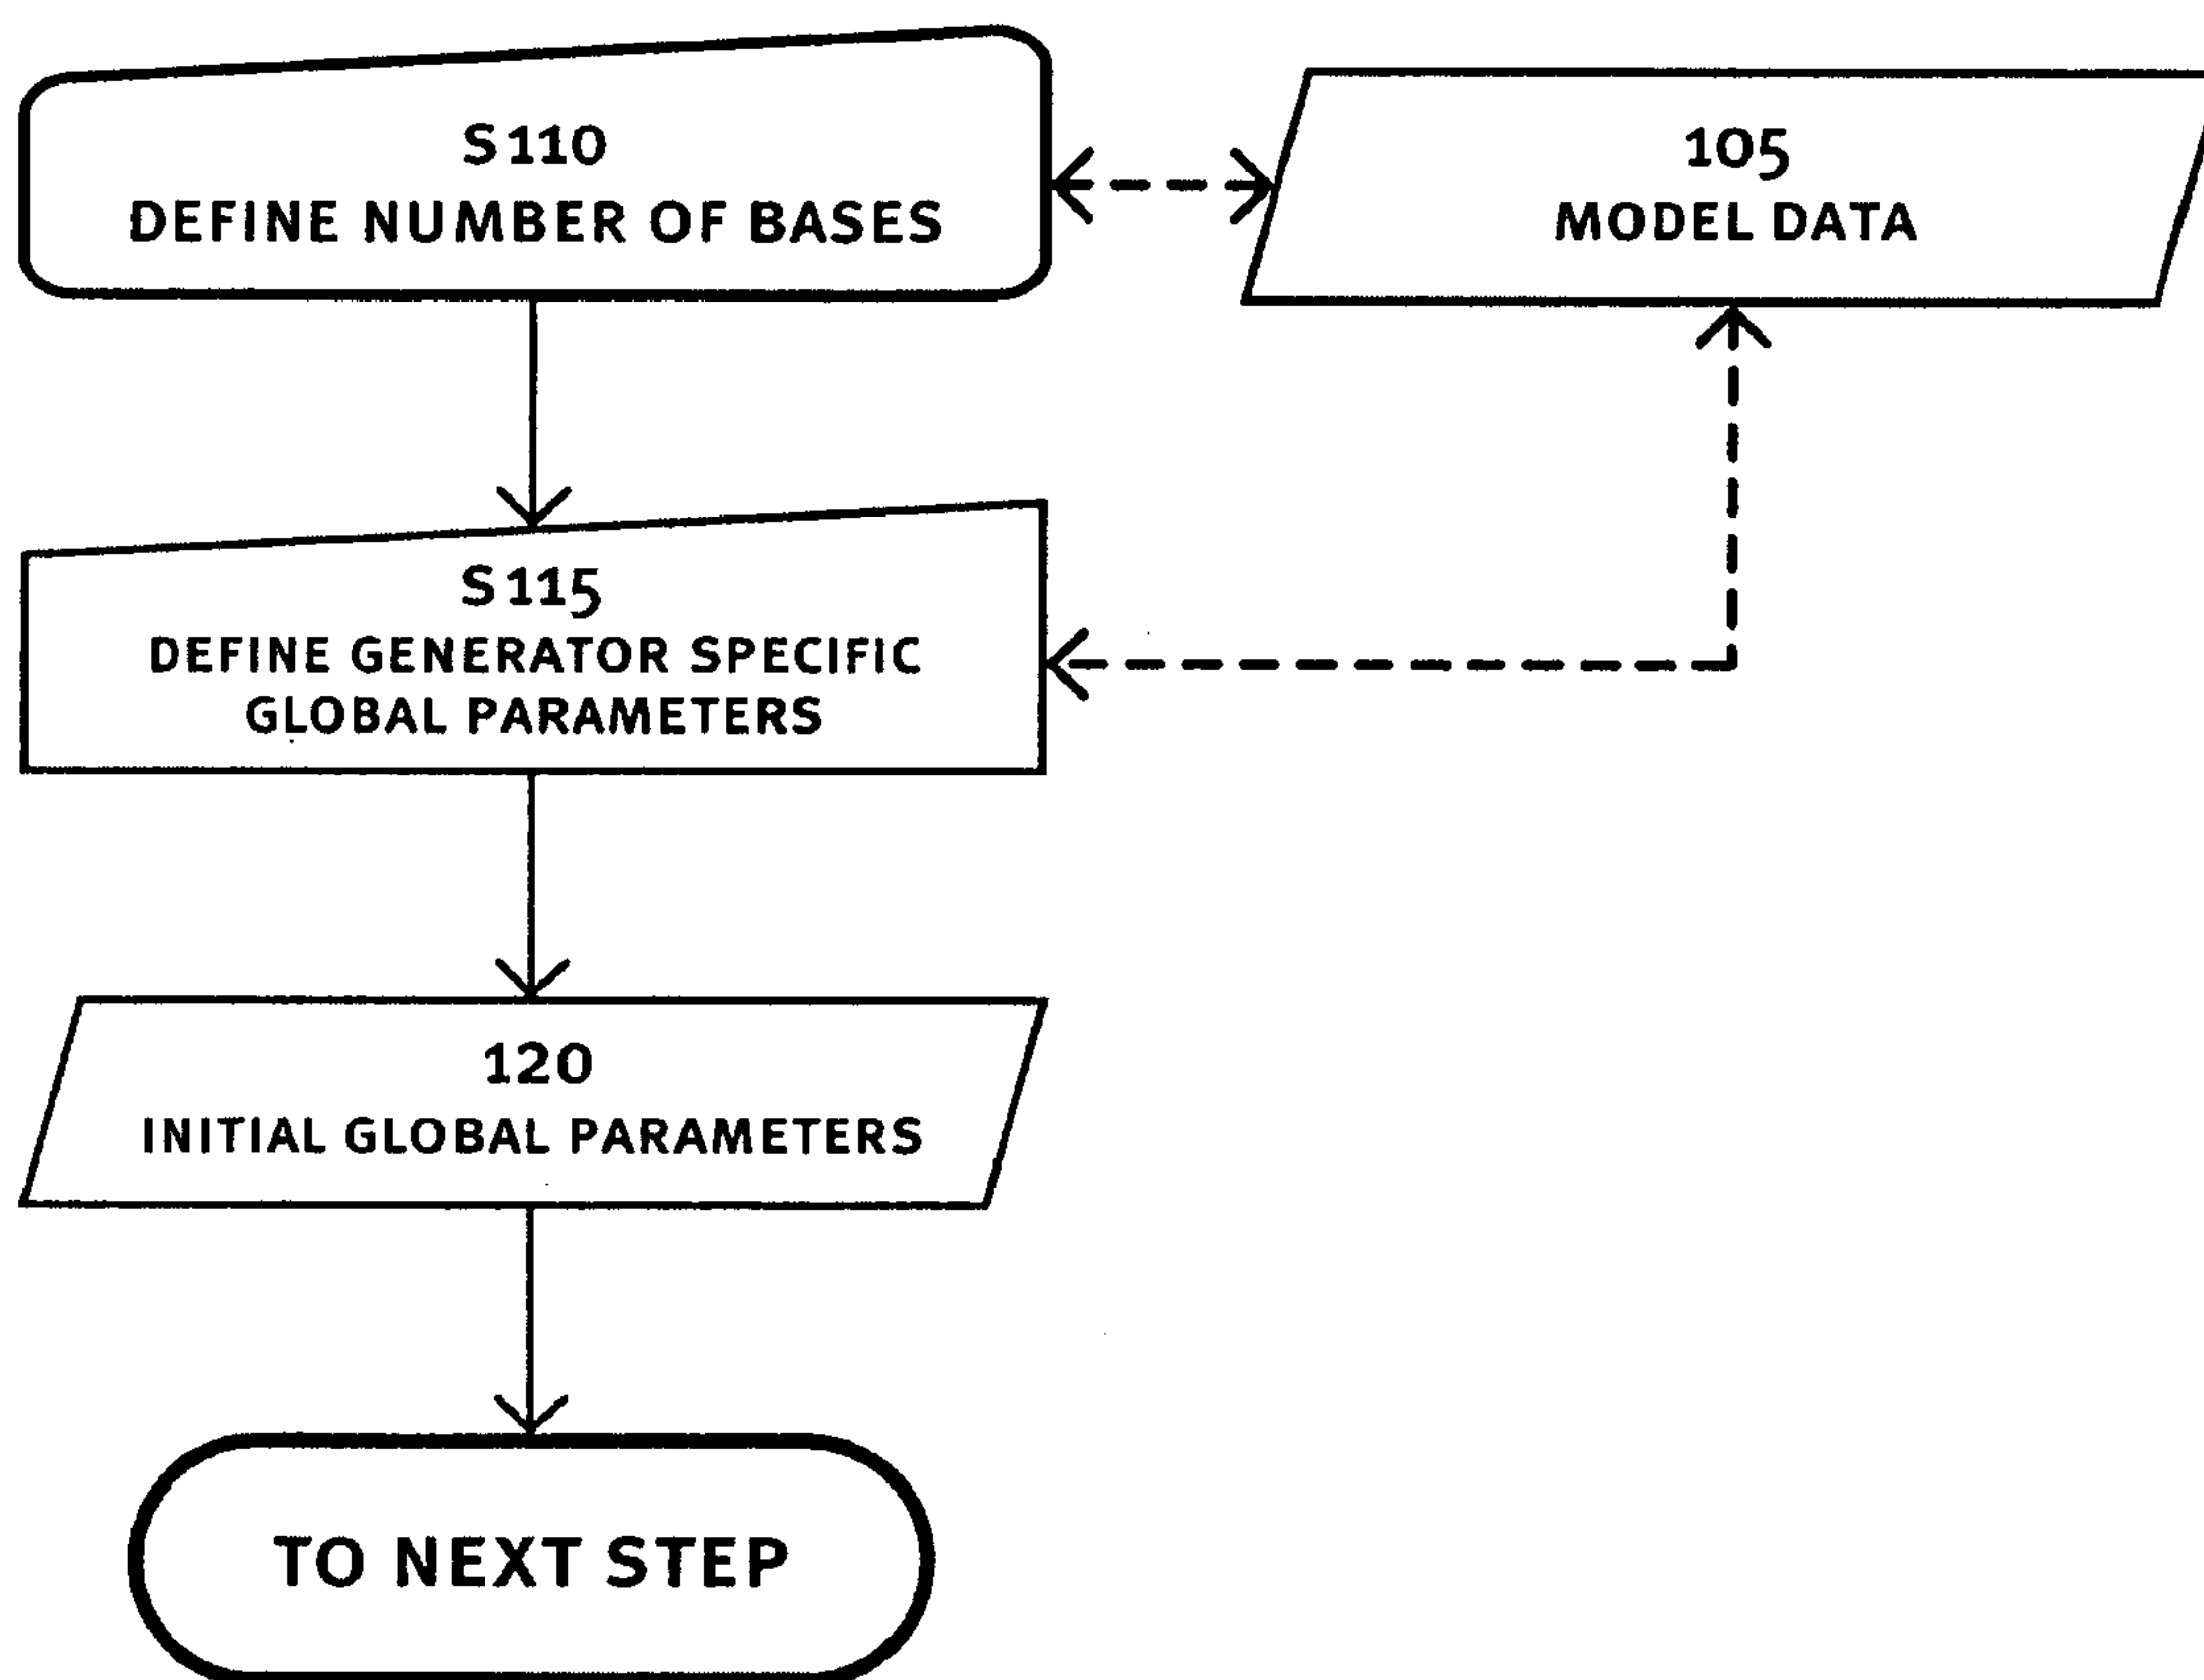 S110
DEFINE NUMBER OF BASES
105
MODEL DATA
S115
DEFINE GENERATOR SPECIFIC
GLOBAL PARAMETERS
120
INITIAL GLOBAL PARAMETERS
TO NEXT STEP